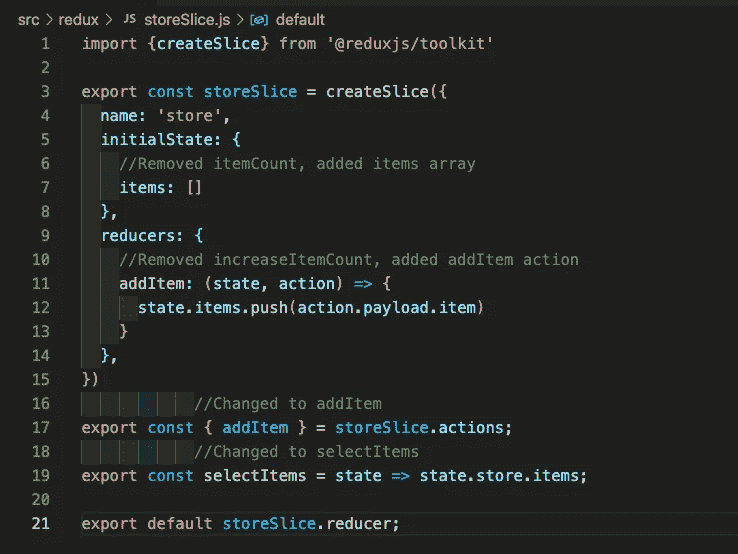 src > redux > JS storeSlice.js > default
1 import {createSlice} from '@reduxjs/toolkit'
2
3 export const storeSlice = createSlice({
4   name: 'store',
5   initialState: {
6     //Removed itemCount, added items array
7     items: []
8   },
9   reducers: {
10     //Removed increaseItemCount, added addItem action
11     addItem: (state, action) => {
12       state.items.push(action.payload.item)
13     }
14   },
15 })
16             //Changed to addItem
17 export const { addItem } = storeSlice.actions;
18             //Changed to selectItems
19 export const selectItems = state => state.store.items;
20
21 export default storeSlice.reducer;